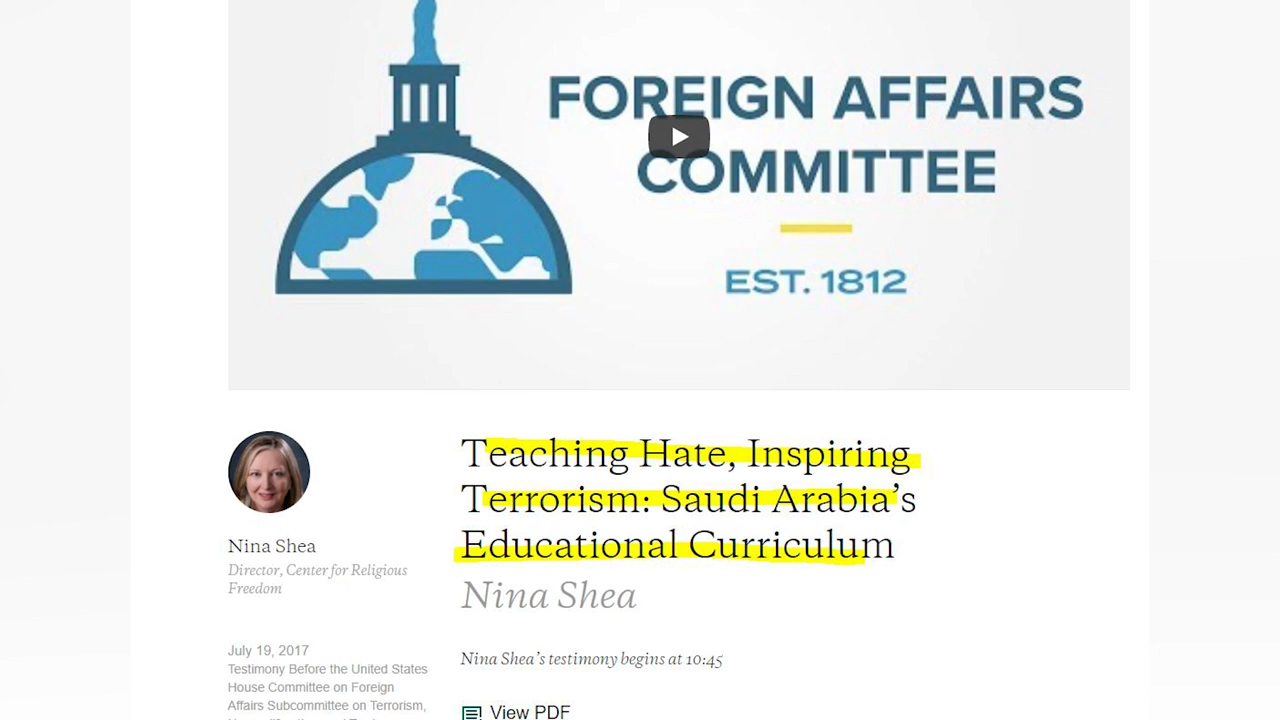 FOREIGN AFFAIRS
COMMITTEE
EST. 1812
Teaching Hate, Inspiring
Terrorism: Saudi Arabia’s
Educational Curriculum
Nina Shea
Nina Shea’s testimony begins at 10:45
View PDF
Nina Shea
Director, Center for Religious
Freedom
July 19, 2017
Testimony Before the United States
House Committee on Foreign
Affairs Subcommittee on Terrorism,